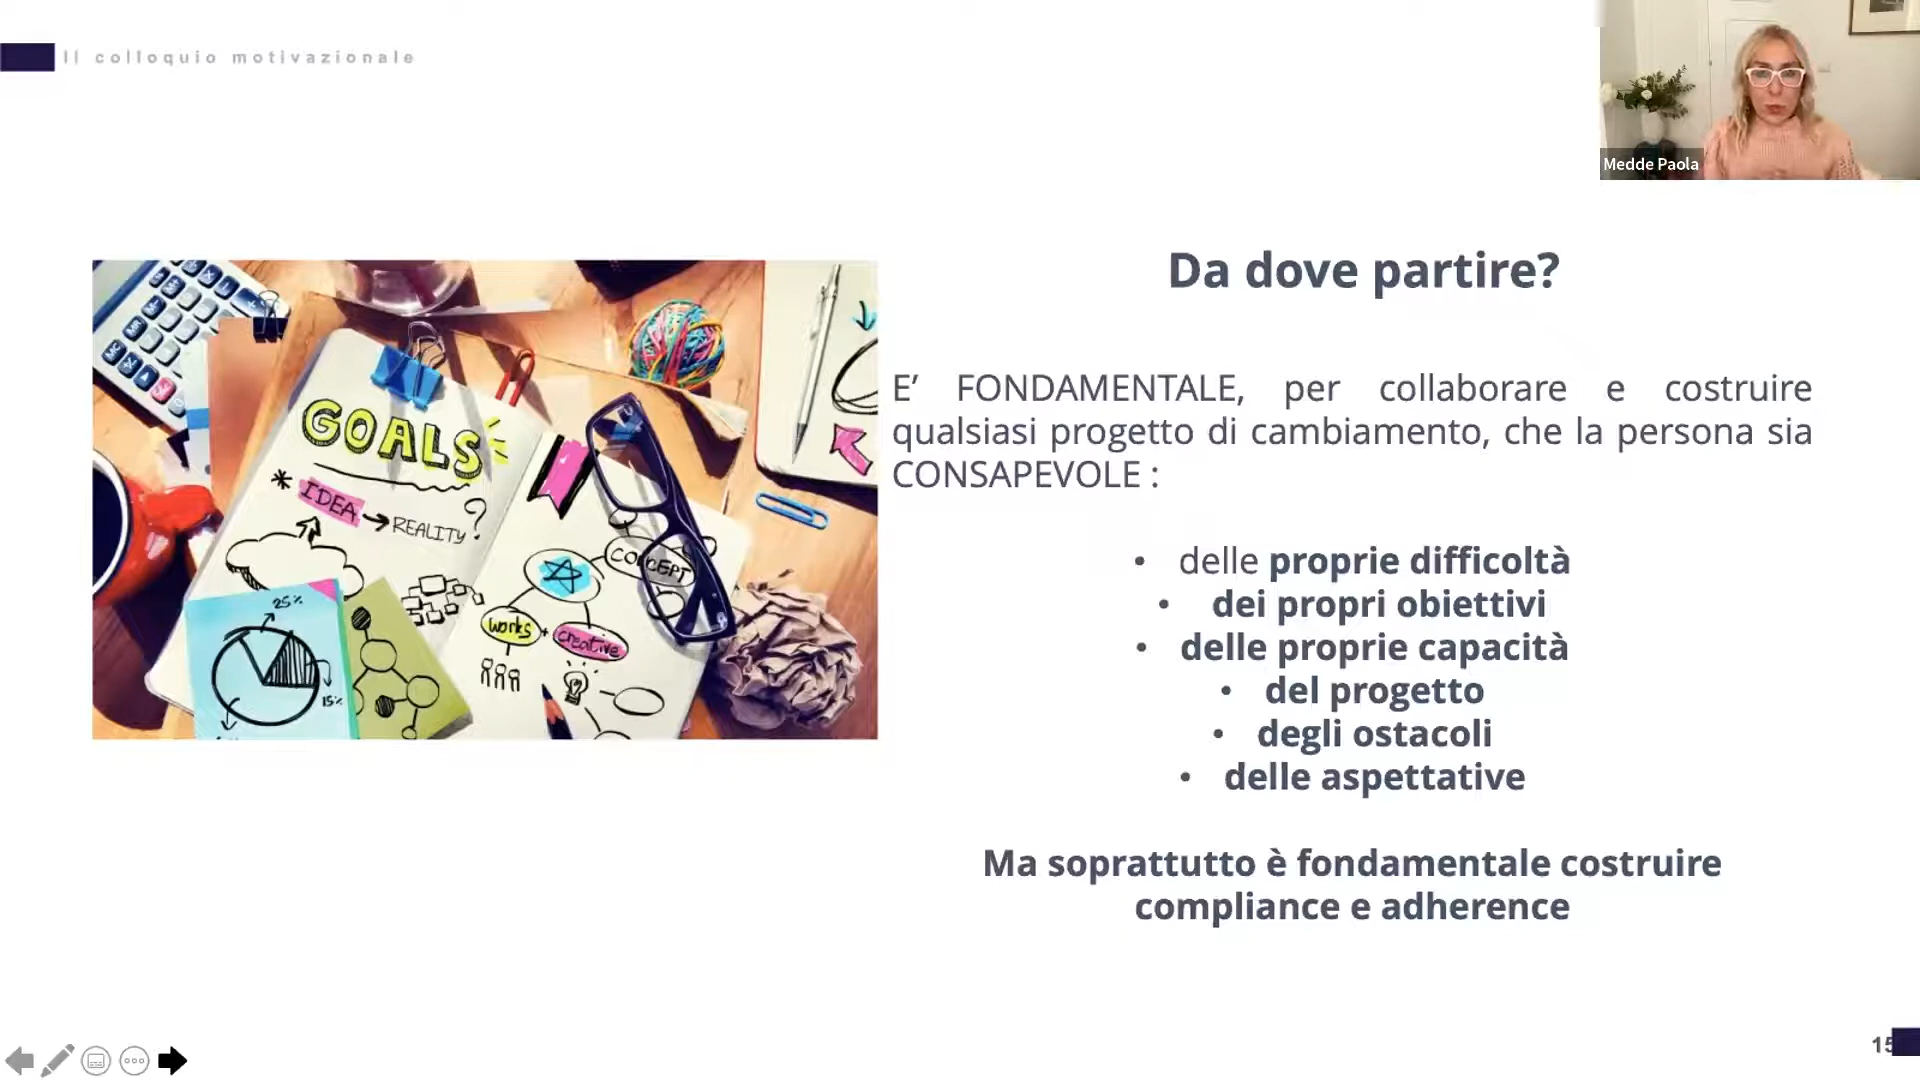 Il colloquio motivazionale
Medde Paola
Da dove partire?
E’ FONDAMENTALE, per collaborare e costruire
qualsiasi progetto di cambiamento, che la persona sia
CONSAPEVOLE :
• delle proprie difficoltà
• dei propri obiettivi
• delle proprie capacità
• del progetto
• degli ostacoli
• delle aspettative
Ma soprattutto è fondamentale costruire
compliance e adherence
GOALS
* IDEA → REALITY ?
CONCEPT
works + creative
25%
15%
15